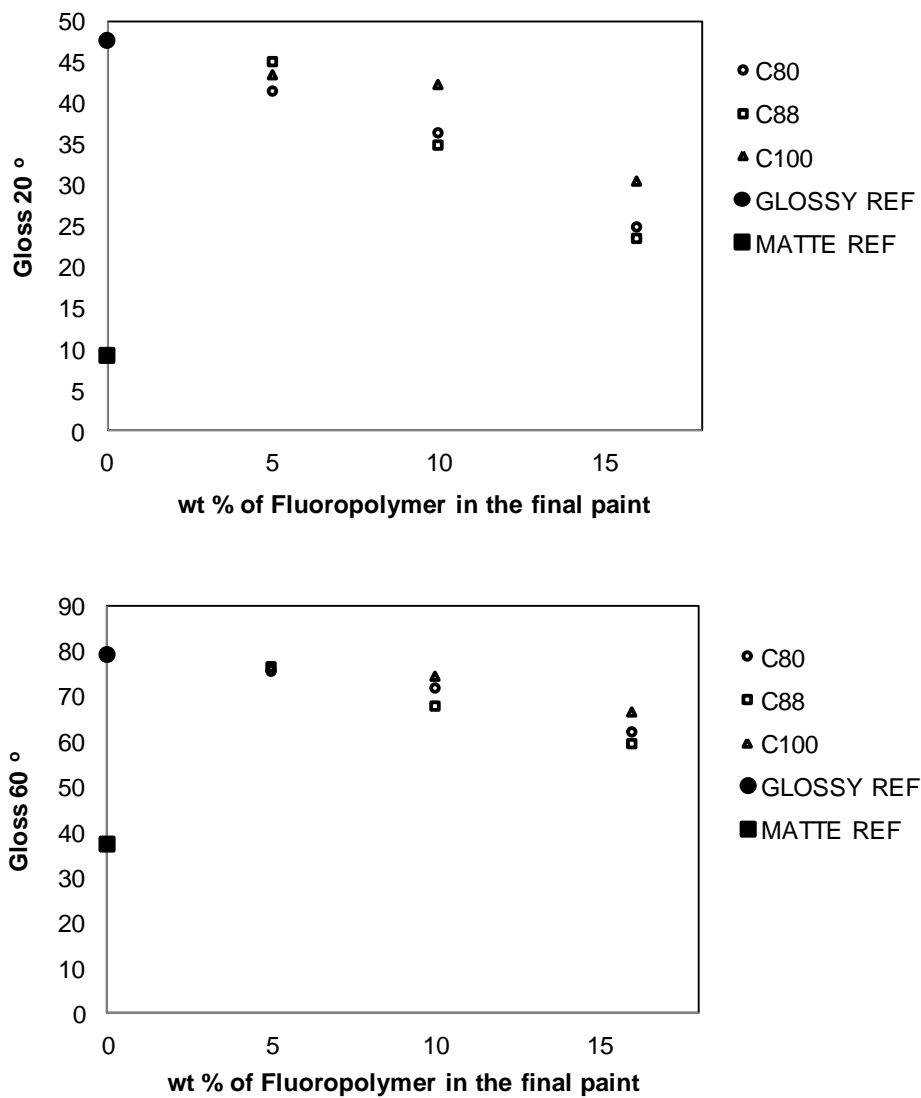 50
45
40
35
30
25
20
15
10
5
0
Gloss 20 °
0 5 10 15
wt % of Fluoropolymer in the final paint
C80
C88
C100
GLOSSY REF
MATTE REF
90
80
70
60
50
40
30
20
10
0
Gloss 60 °
0 5 10 15
wt % of Fluoropolymer in the final paint
C80
C88
C100
GLOSSY REF
MATTE REF